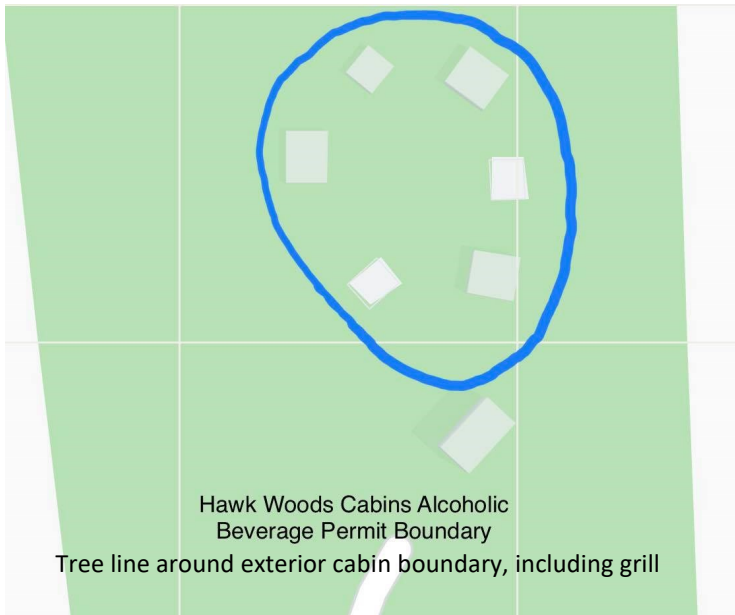 Hawk Woods Cabins Alcoholic
Beverage Permit Boundary
Tree line around exterior cabin boundary, including grill